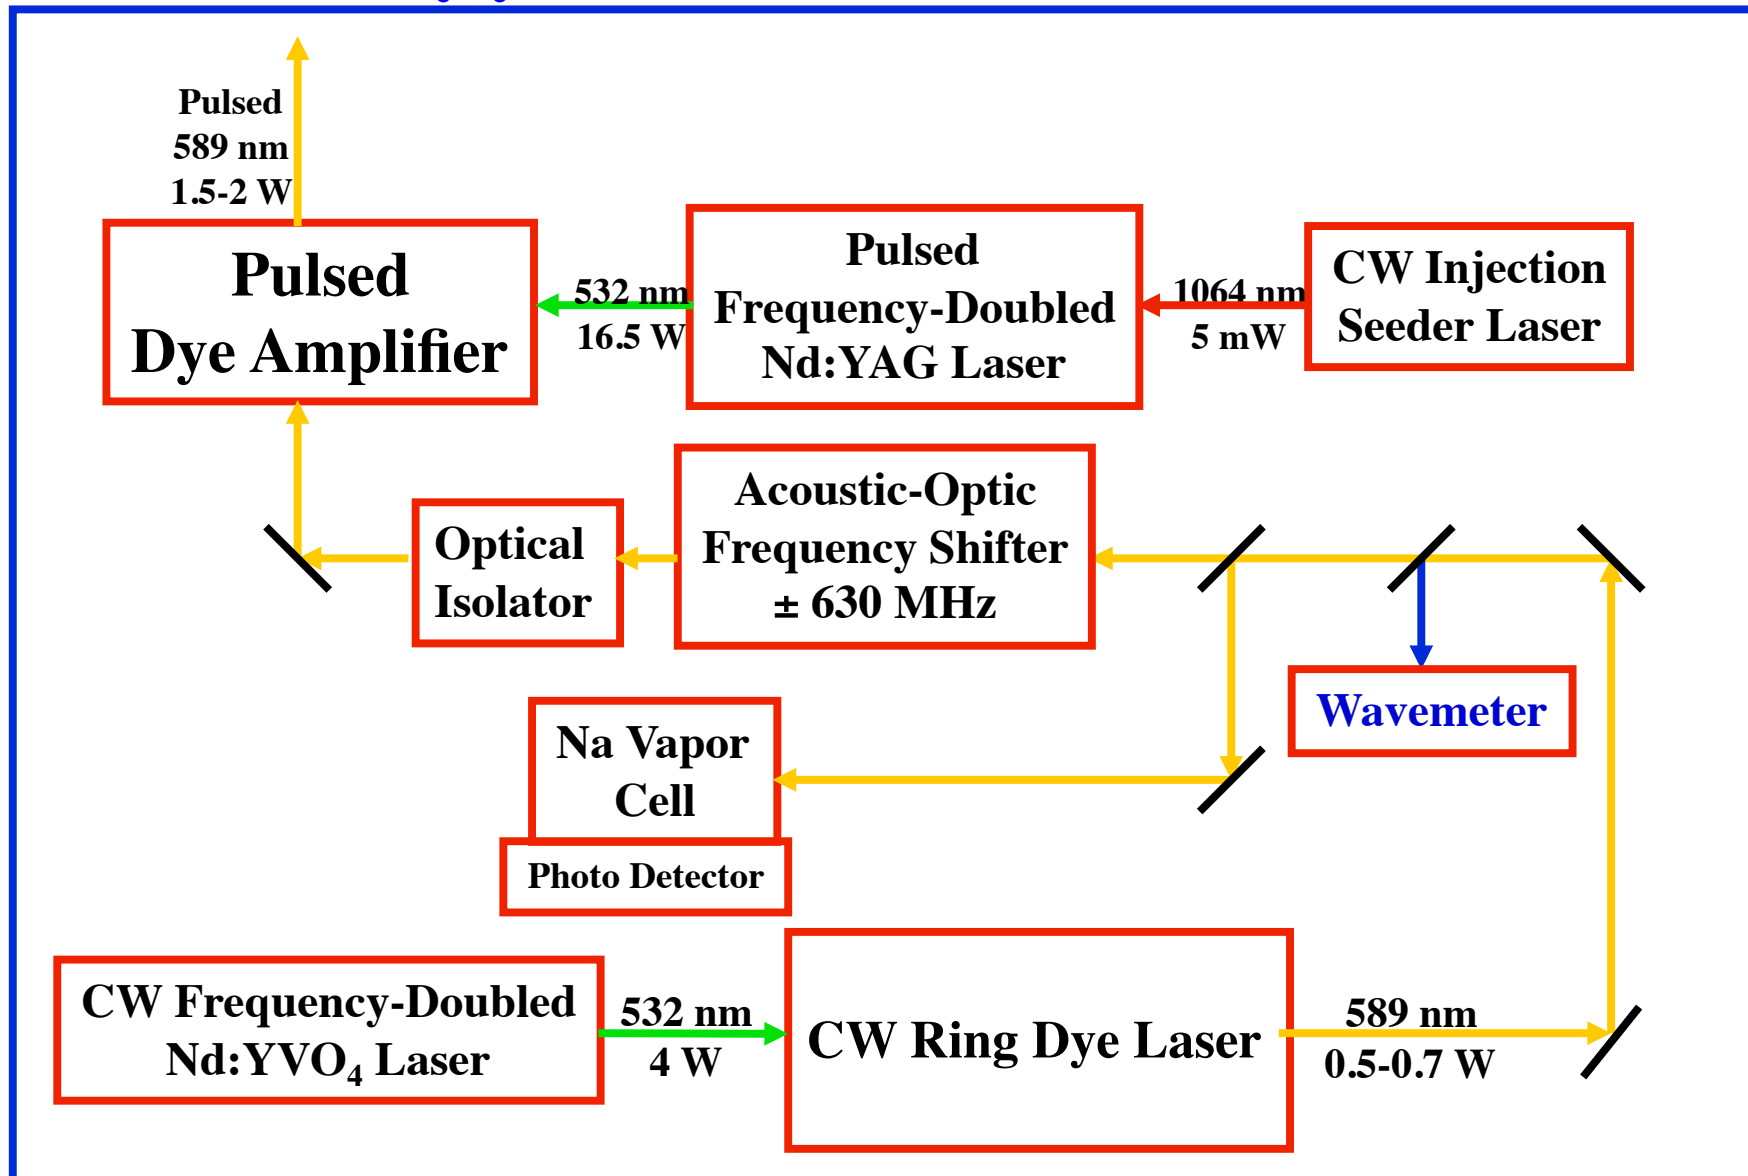 Pulsed
589 nm
1.5-2 W
Pulsed
Dye Amplifier
532 nm
16.5 W
Pulsed
Frequency-Doubled
Nd:YAG Laser
1064 nm
5 mW
CW Injection
Seeder Laser
Optical
Isolator
Acoustic-Optic
Frequency Shifter
± 630 MHz
Wavemeter
Na Vapor
Cell
Photo Detector
CW Frequency-Doubled
Nd:YVO₄ Laser
532 nm
4 W
CW Ring Dye Laser
589 nm
0.5-0.7 W